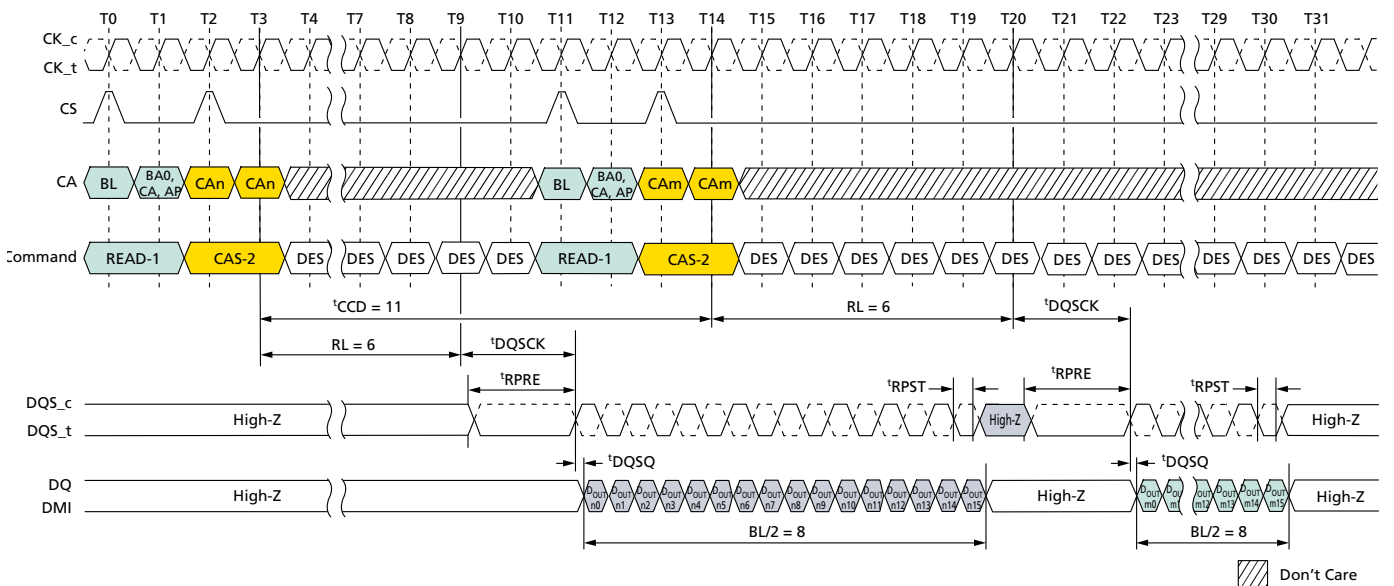 T0 T1 T2 T3 T4 T7 T8 T9 T10 T11 T12 T13 T14 T15 T16 T17 T18 T19 T20 T21 T22 T23 T29 T30 T31
CK_c
CK_t
CS
CA BL BA0, CA, AP CAn CAn BL BA0, CA, AP CAm CAm
Command READ-1 CAS-2 DES DES DES DES DES READ-1 CAS-2 DES DES DES DES DES DES DES DES DES DES DES DES DES
tCCD = 11 RL = 6 tDQSCK
RL = 6 tDQSCK
tRPRE tRPST tRPRE tRPST
DQS_c
DQS_t High-Z High-Z High-Z
tDQSQ tDQSQ
DQ
DMI High-Z DOUT n0 DOUT n1 DOUT n2 DOUT n3 DOUT n4 DOUT n5 DOUT n6 DOUT n7 DOUT n8 DOUT n9 DOUT n10 DOUT n11 DOUT n12 DOUT n13 DOUT n14 DOUT n15 High-Z DOUT m0 DOUT m12 DOUT m13 DOUT m14 DOUT m15 High-Z
BL/2 = 8 BL/2 = 8
Don't Care